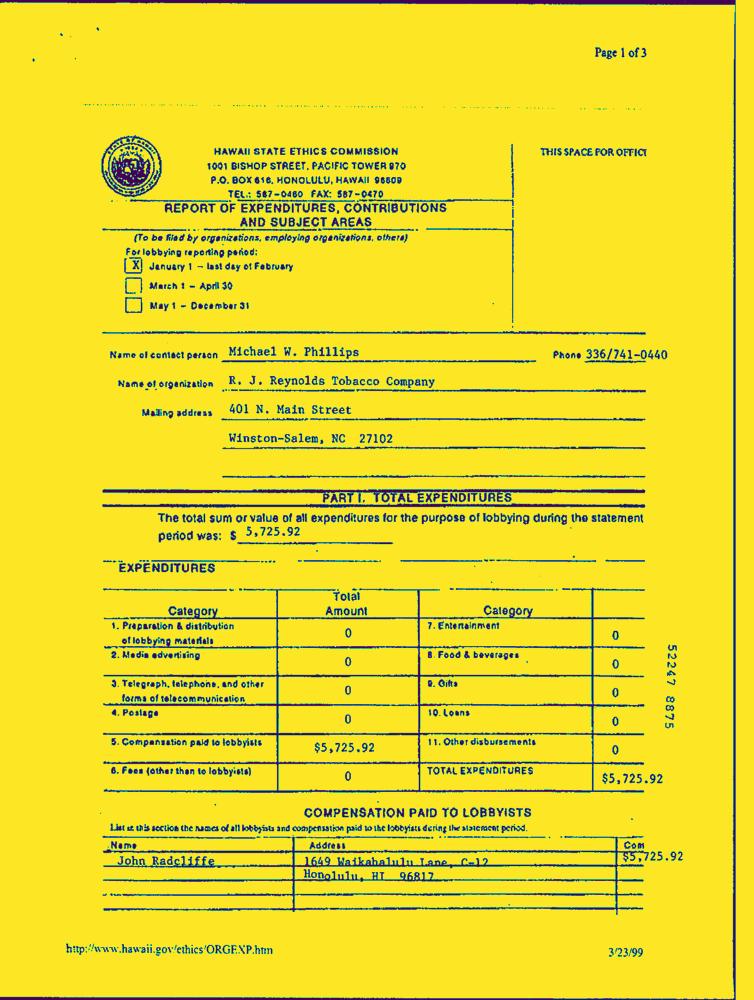 Page 1 of 3
HAWAII STATE ETHICS COMMISSION
THIS SPACE FOR OFFICE
1001 BISHOP STREET, PACIFIC TOWER 970
P.O. BOX 616, HONOLULU, HAWAII 96809
TEL.: 587-0460 FAX: 587-0470
REPORT OF EXPENDITURES, CONTRIBUTIONS
AND SUBJECT AREAS
(To be filed by organizations, employing organizations, others)
For lobbying reporting period:
X January 1 - last day of February
March 1 - April 30
May 1 - December 31
Name of contact person Michael W. Phillips Phone 336/741-0440
Name of organization R. J. Reynolds Tobacco Company
Mailing address 401 N. Main Street
Winston-Salem, NC 27102
PART I. TOTAL EXPENDITURES
The total sum or value of all expenditures for the purpose of lobbying during the statement
period was: $ 5,725.92
EXPENDITURES
Category Total Amount Category
1. Preparation & distribution of lobbying materials 0 7. Entertainment 0
2. Media advertising 0 8. Food & beverages 0
3. Telegraph, telephone, and other forms of telecommunication 0 9. Gifts 0
4. Postage 0 10. Loans 0
5. Compensation paid to lobbyists $5,725.92 11. Other disbursements 0
6. Fees (other than to lobbyists) 0 TOTAL EXPENDITURES $5,725.92
52247 8875
COMPENSATION PAID TO LOBBYISTS
List in this section the names of all lobbyists and compensation paid to the lobbyists during the statement period.
Name Address Com
John Radcliffe 1649 Waikahalulu Lane, C-12 $5,725.92
Honolulu, HI 96817
http://www.hawaii.gov/ethics/ORGEXP.htm 3/23/99